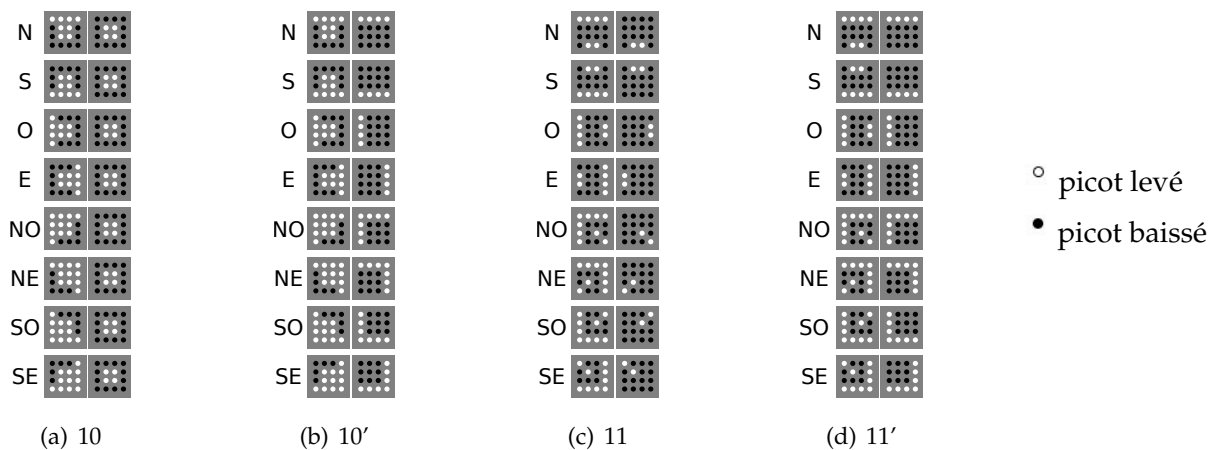 N N N N
S S S S
O O O O
E E E E
picot levé
NO NO NO NO
picot baissé
NE NE NE NE
SO SO SO SO
SE SE SE SE
(a) 10 (b) 10’ (c) 11 (d) 11’